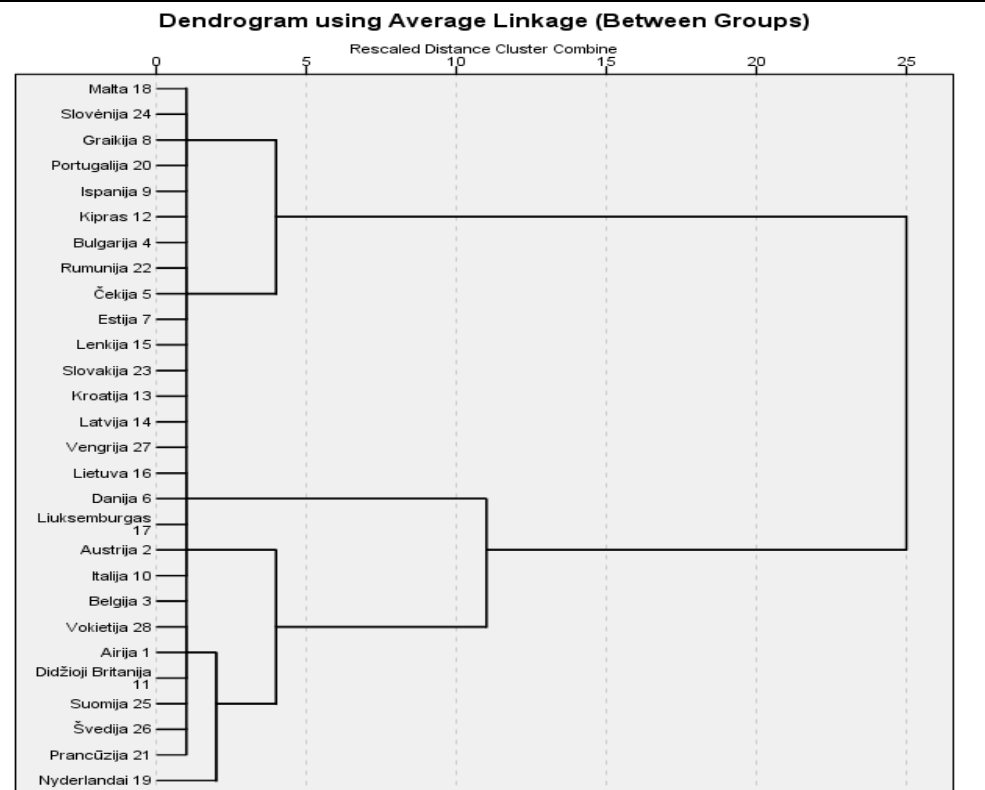 Dendrogram using Average Linkage (Between Groups)
Rescaled Distance Cluster Combine
0 5 10 15 20 25
Malta 18
Slovėnija 24
Graikija 8
Portugalija 20
Ispanija 9
Kipras 12
Bulgarija 4
Rumunija 22
Čekija 5
Estija 7
Lenkija 15
Slovakija 23
Kroatija 13
Latvija 14
Vengrija 27
Lietuva 16
Danija 6
Liuksemburgas
17
Austrija 2
Italija 10
Belgija 3
Vokietija 28
Airija 1
Didžioji Britanija
11
Suomija 25
Švedija 26
Prancūzija 21
Nyderlandai 19